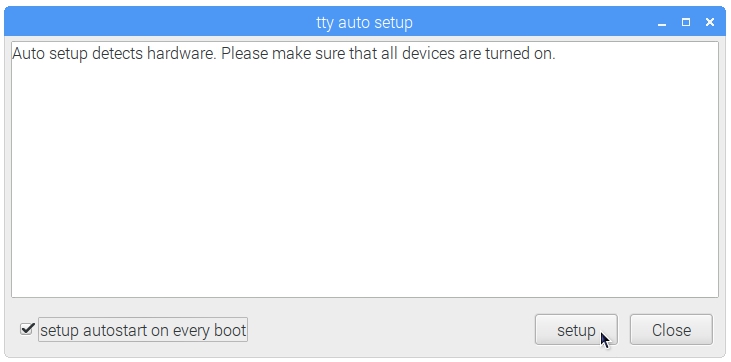 tty auto setup
Auto setup detects hardware. Please make sure that all devices are turned on.
setup autostart on every boot
setup
Close